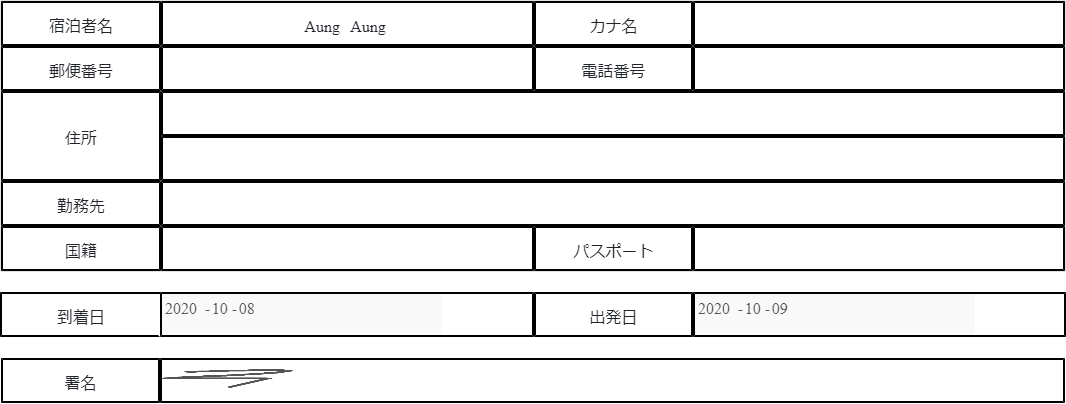 宿泊者名 Aung Aung カナ名
郵便番号 電話番号
住所
勤務先
国籍 パスポート
到着日 2020 -10 -08 出発日 2020 -10 -09
署名